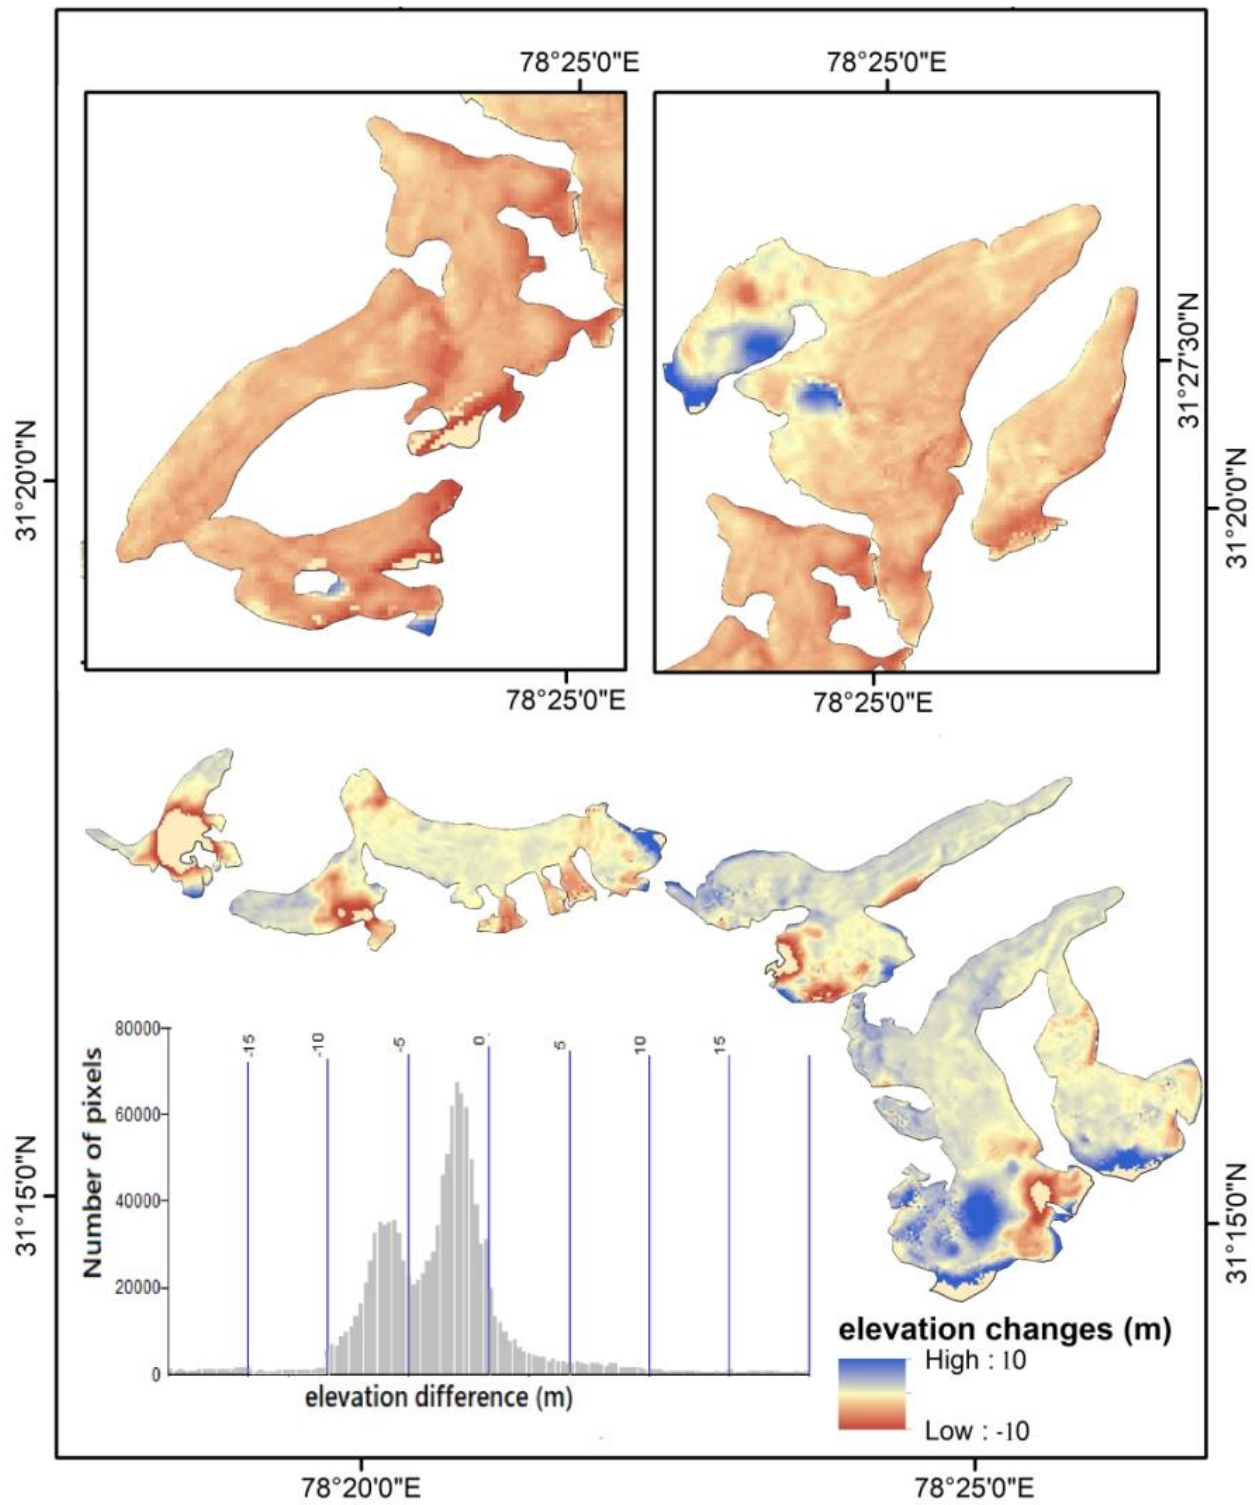 78°25'0"E
78°25'0"E
31°27'30"N
31°20'0"N
31°20'0"N
78°25'0"E
78°25'0"E
80000
60000
40000
20000
0
Number of pixels
-15
-10
-5
0
5
10
15
elevation difference (m)
31°15'0"N
31°15'0"N
elevation changes (m)
High : 10
Low : -10
78°20'0"E
78°25'0"E